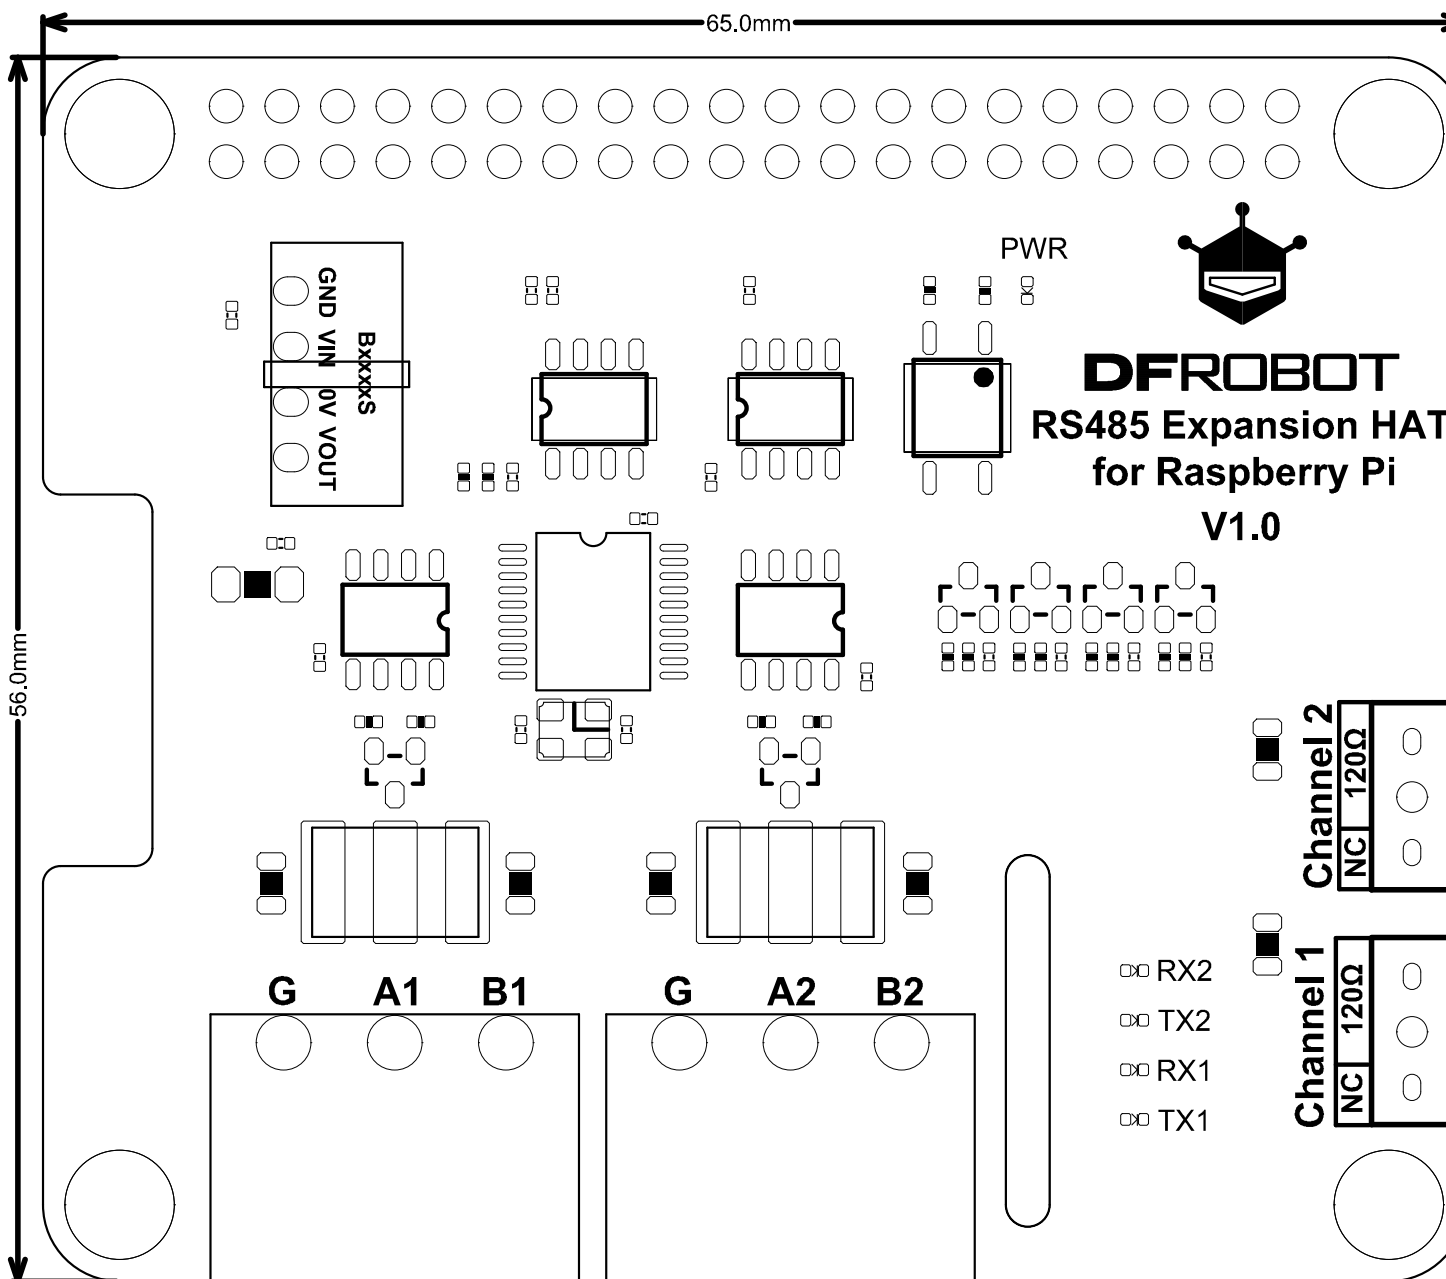 65.0mm
56.0mm
PWR
GND VIN 0V VOUT
BxxxxS
DFROBOT
RS485 Expansion HAT
for Raspberry Pi
V1.0
Channel 2
NC 120Ω
Channel 1
NC 120Ω
G A1 B1 G A2 B2
RX2
TX2
RX1
TX1